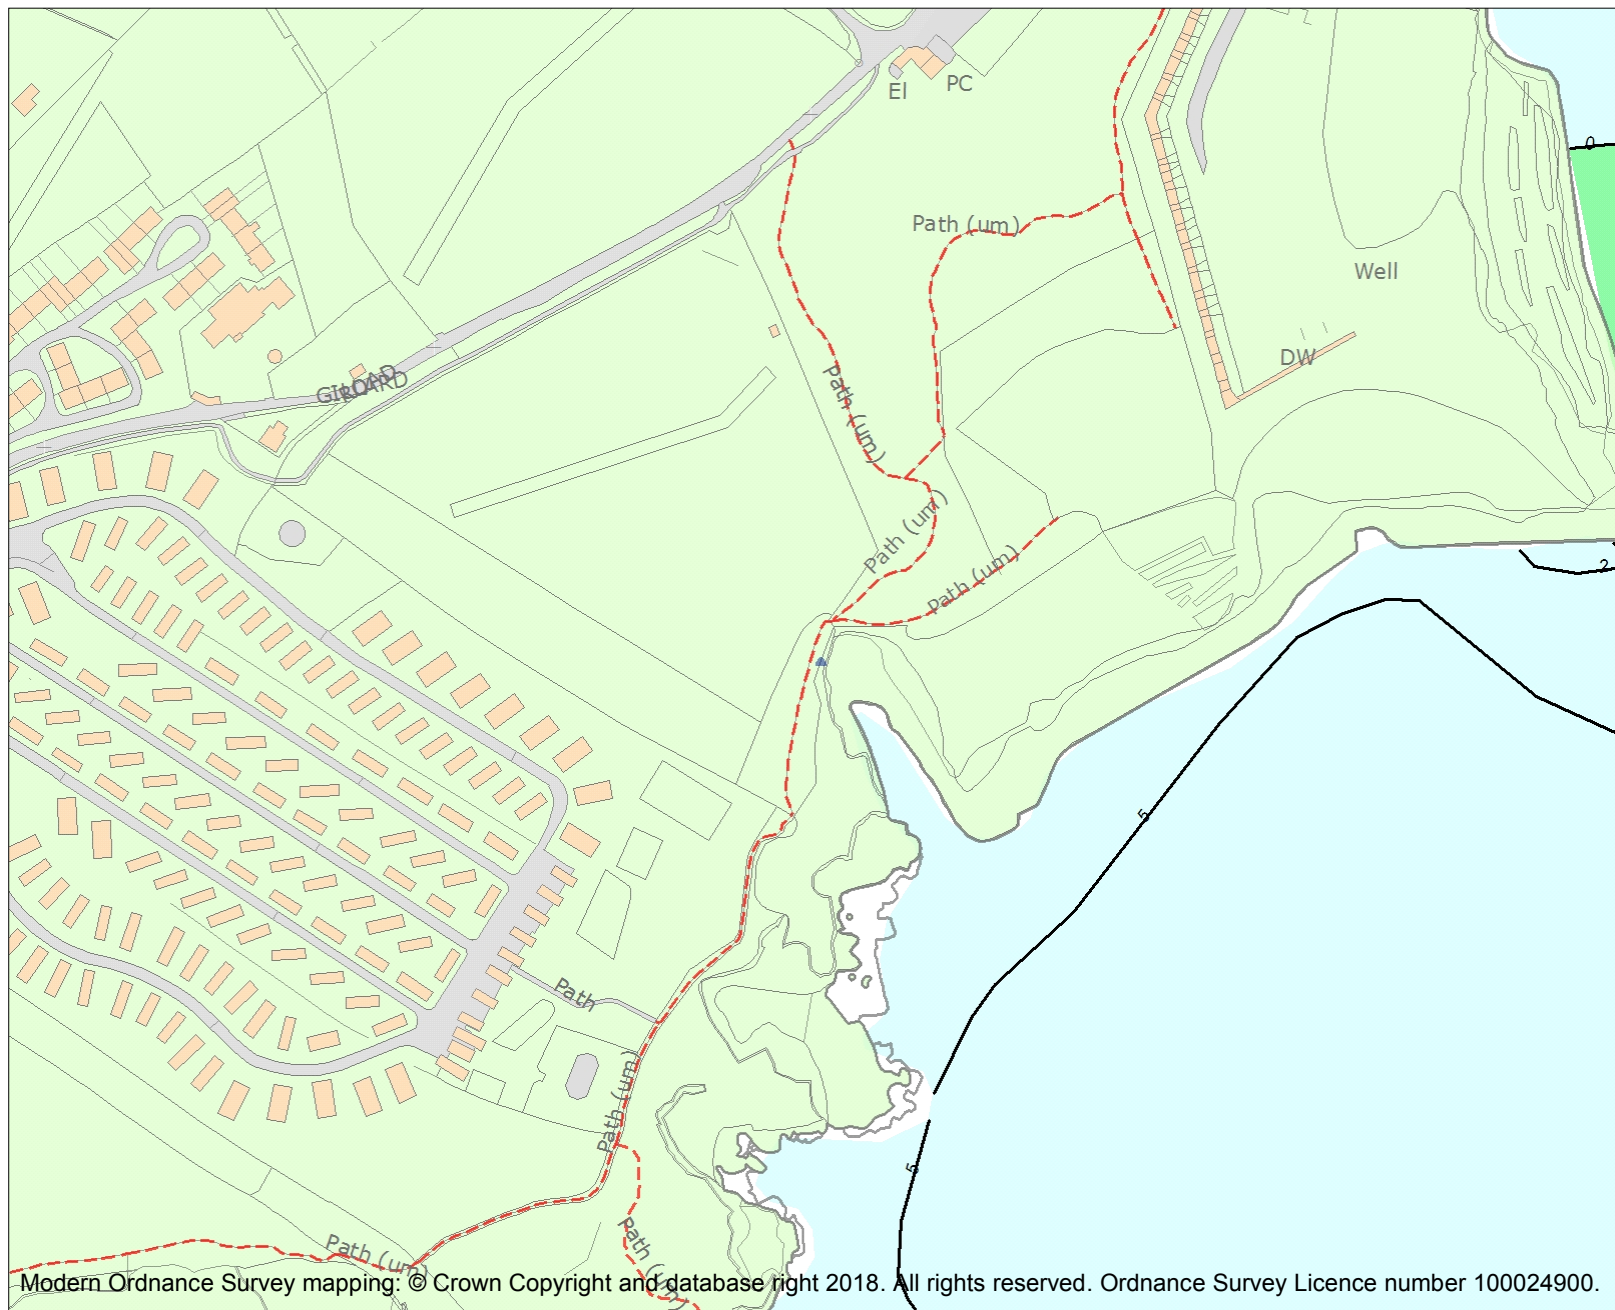 El
PC
0
Path (um)
Well
DW
GILLARD
ROAD
Path (um)
Path (um)
Path (um)
2
5
Path
Path (um)
5
Path (um)
Path (um)
Modern Ordnance Survey mapping: © Crown Copyright and database right 2018. All rights reserved. Ordnance Survey Licence number 100024900.